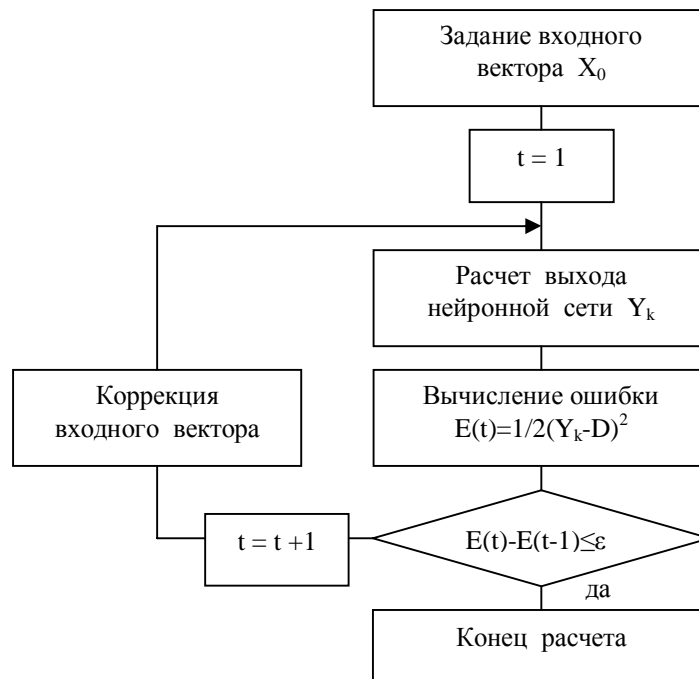 Задание входного
вектора X₀
t = 1
Расчет выхода
нейронной сети Yₖ
Коррекция
входного вектора
Вычисление ошибки
E(t)=1/2(Yₖ-D)²
t = t +1
E(t)-E(t-1)≤ε
да
Конец расчета